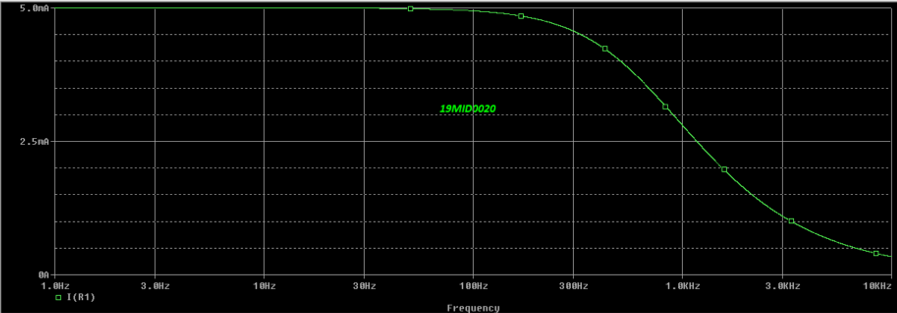 5.0mA
19MID0020
2.5mA
0A
1.0Hz 3.0Hz 10Hz 30Hz 100Hz 300Hz 1.0KHz 3.0KHz 10KHz
I(R1)
Frequency